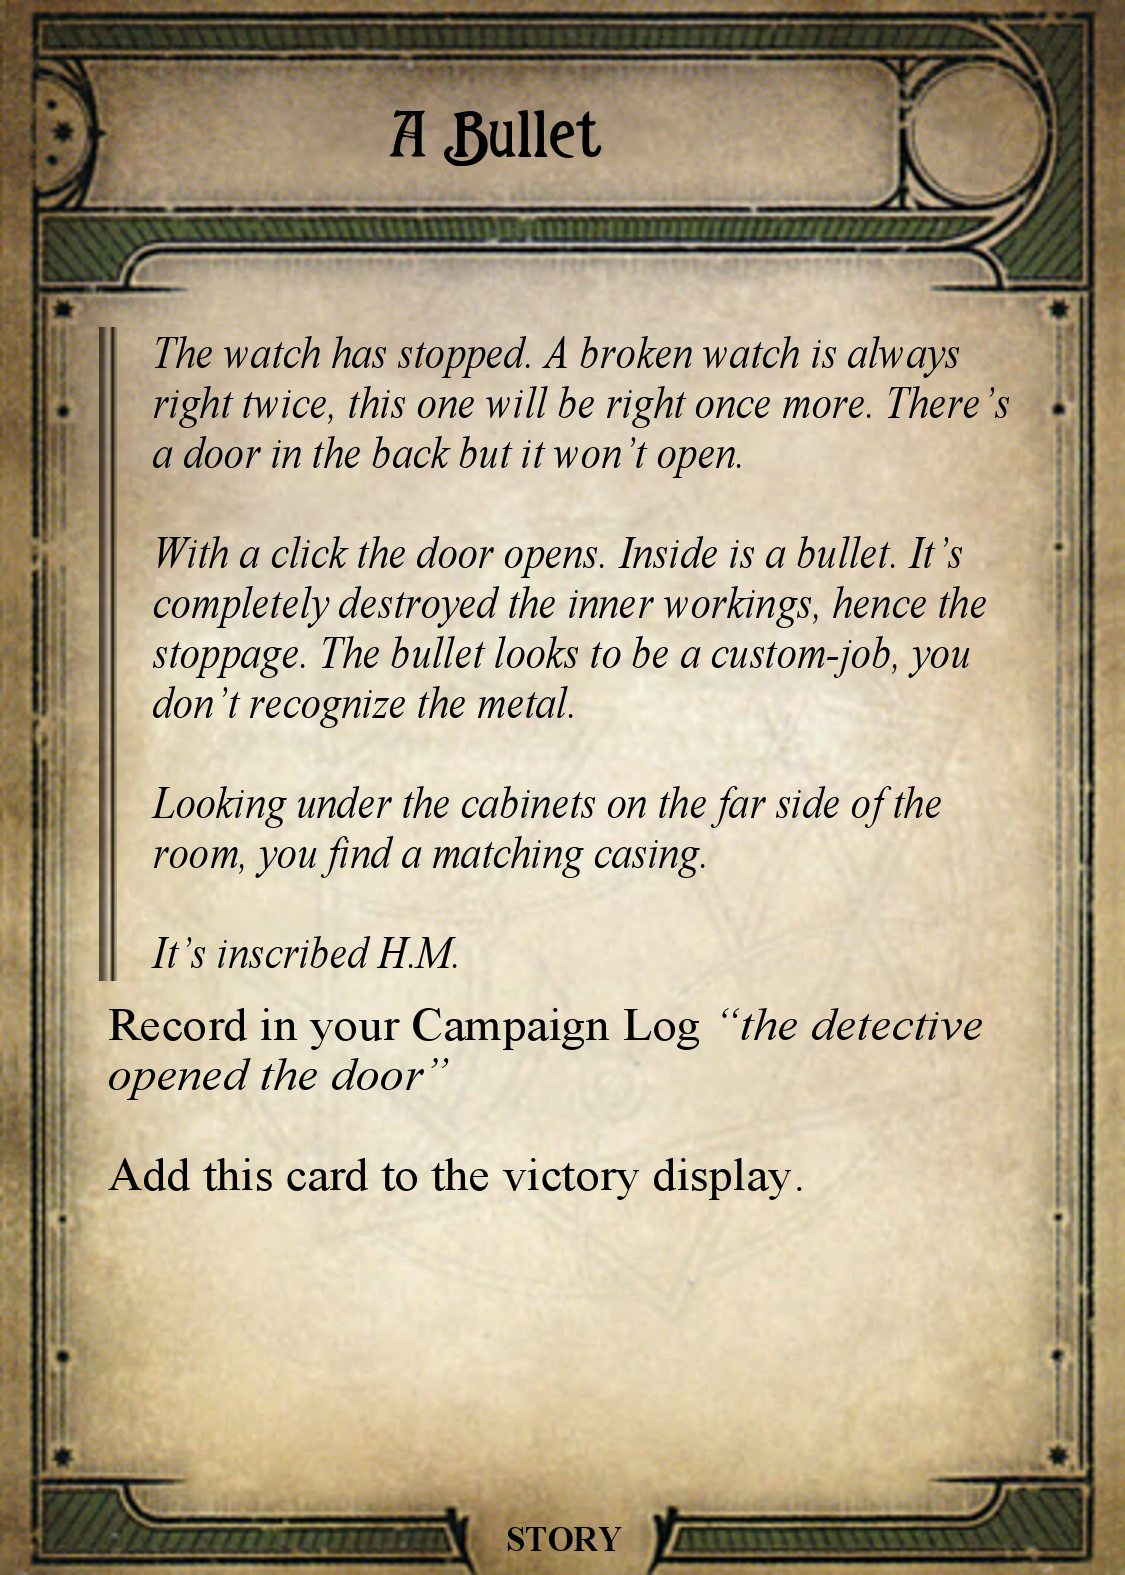 A Bullet
The watch has stopped. A broken watch is always
right twice, this one will be right once more. There’s
a door in the back but it won’t open.
With a click the door opens. Inside is a bullet. It’s
completely destroyed the inner workings, hence the
stoppage. The bullet looks to be a custom-job, you
don’t recognize the metal.
Looking under the cabinets on the far side of the
room, you find a matching casing.
It’s inscribed H.M.
Record in your Campaign Log “the detective
opened the door”
Add this card to the victory display.
STORY